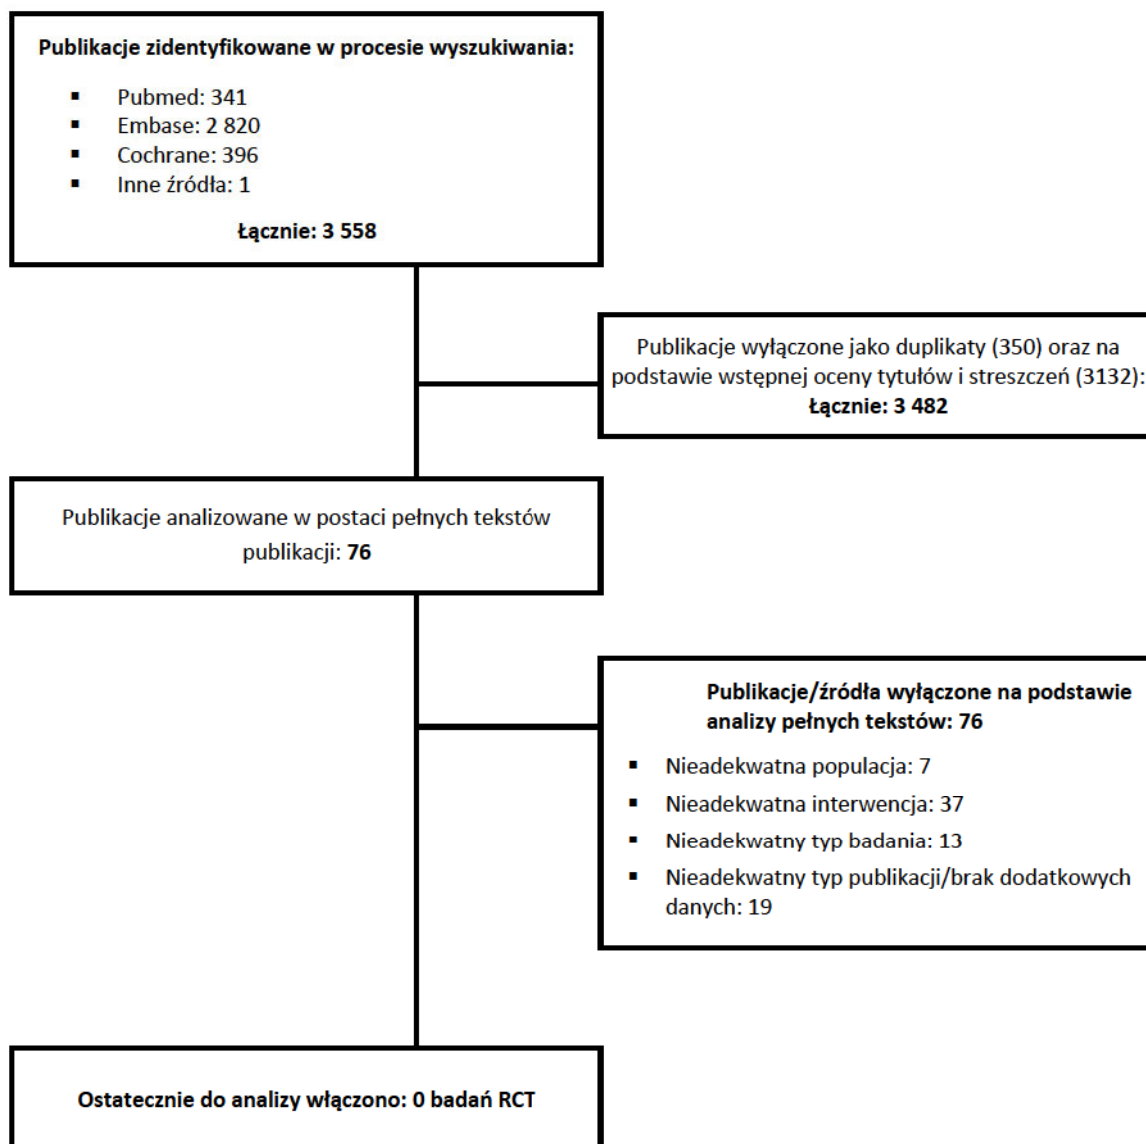 Publikacje zidentyfikowane w procesie wyszukiwania:
▪ Pubmed: 341
▪ Embase: 2 820
▪ Cochrane: 396
▪ Inne źródła: 1
Łącznie: 3 558
Publikacje wyłączone jako duplikaty (350) oraz na
podstawie wstępnej oceny tytułów i streszczeń (3132):
Łącznie: 3 482
Publikacje analizowane w postaci pełnych tekstów
publikacji: 76
Publikacje/źródła wyłączone na podstawie
analizy pełnych tekstów: 76
▪ Nieadekwatna populacja: 7
▪ Nieadekwatna interwencja: 37
▪ Nieadekwatny typ badania: 13
▪ Nieadekwatny typ publikacji/brak dodatkowych
danych: 19
Ostatecznie do analizy włączono: 0 badań RCT